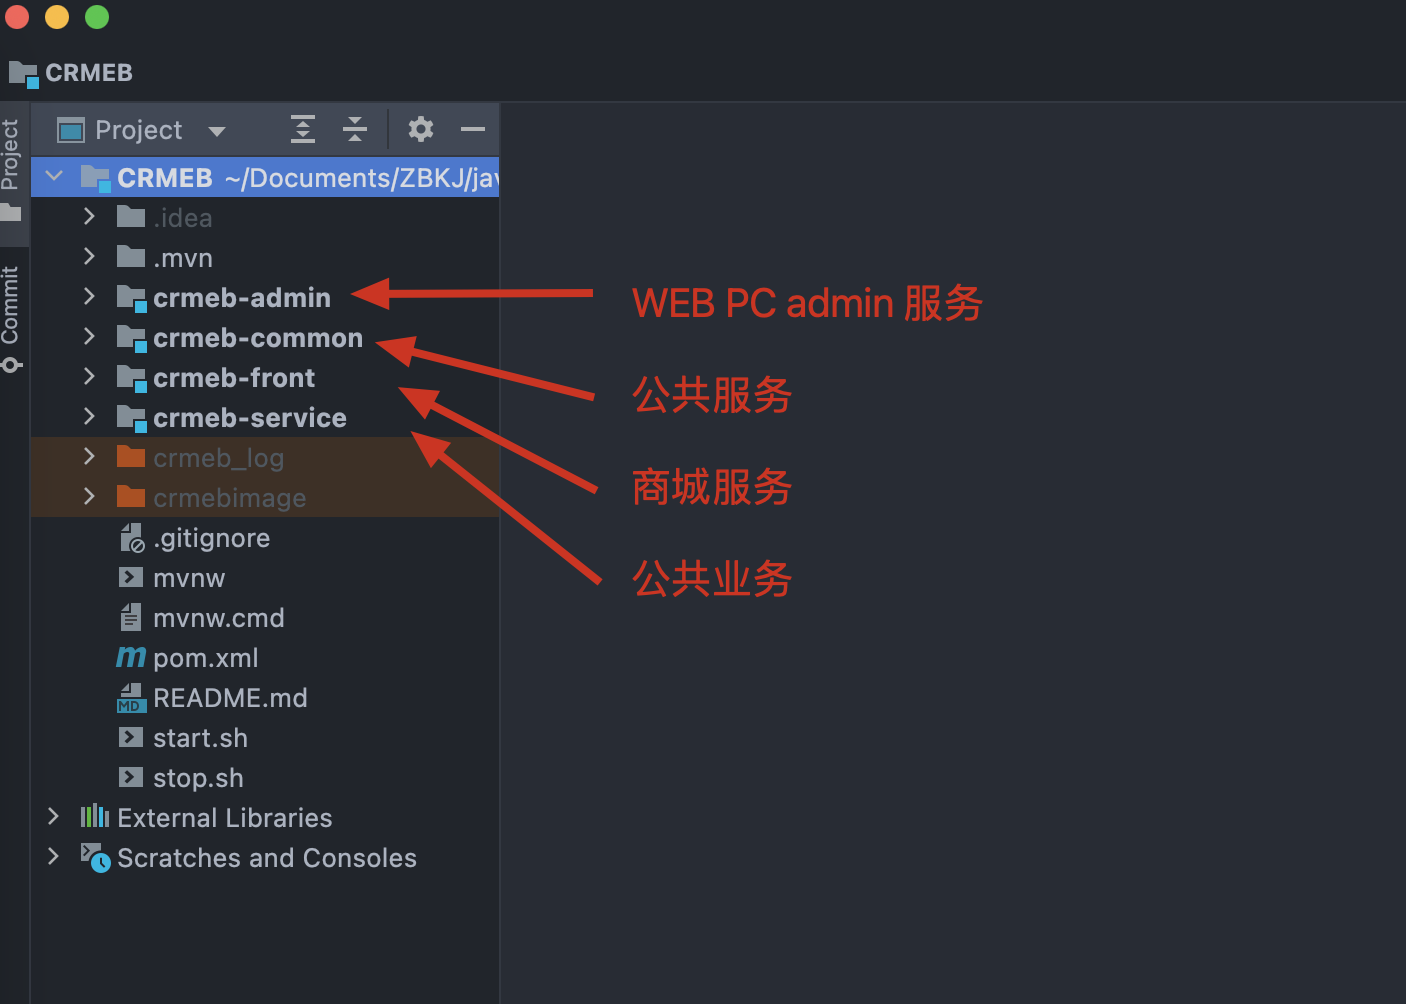 CRMEB
Project
Project
Commit
CRMEB ~/Documents/ZBKJ/jav
.idea
.mvn
crmeb-admin
WEB PC admin 服务
crmeb-common
公共服务
crmeb-front
商城服务
crmeb-service
公共业务
crmeb_log
crmebimage
.gitignore
mvnw
mvnw.cmd
pom.xml
MD README.md
start.sh
stop.sh
External Libraries
Scratches and Consoles